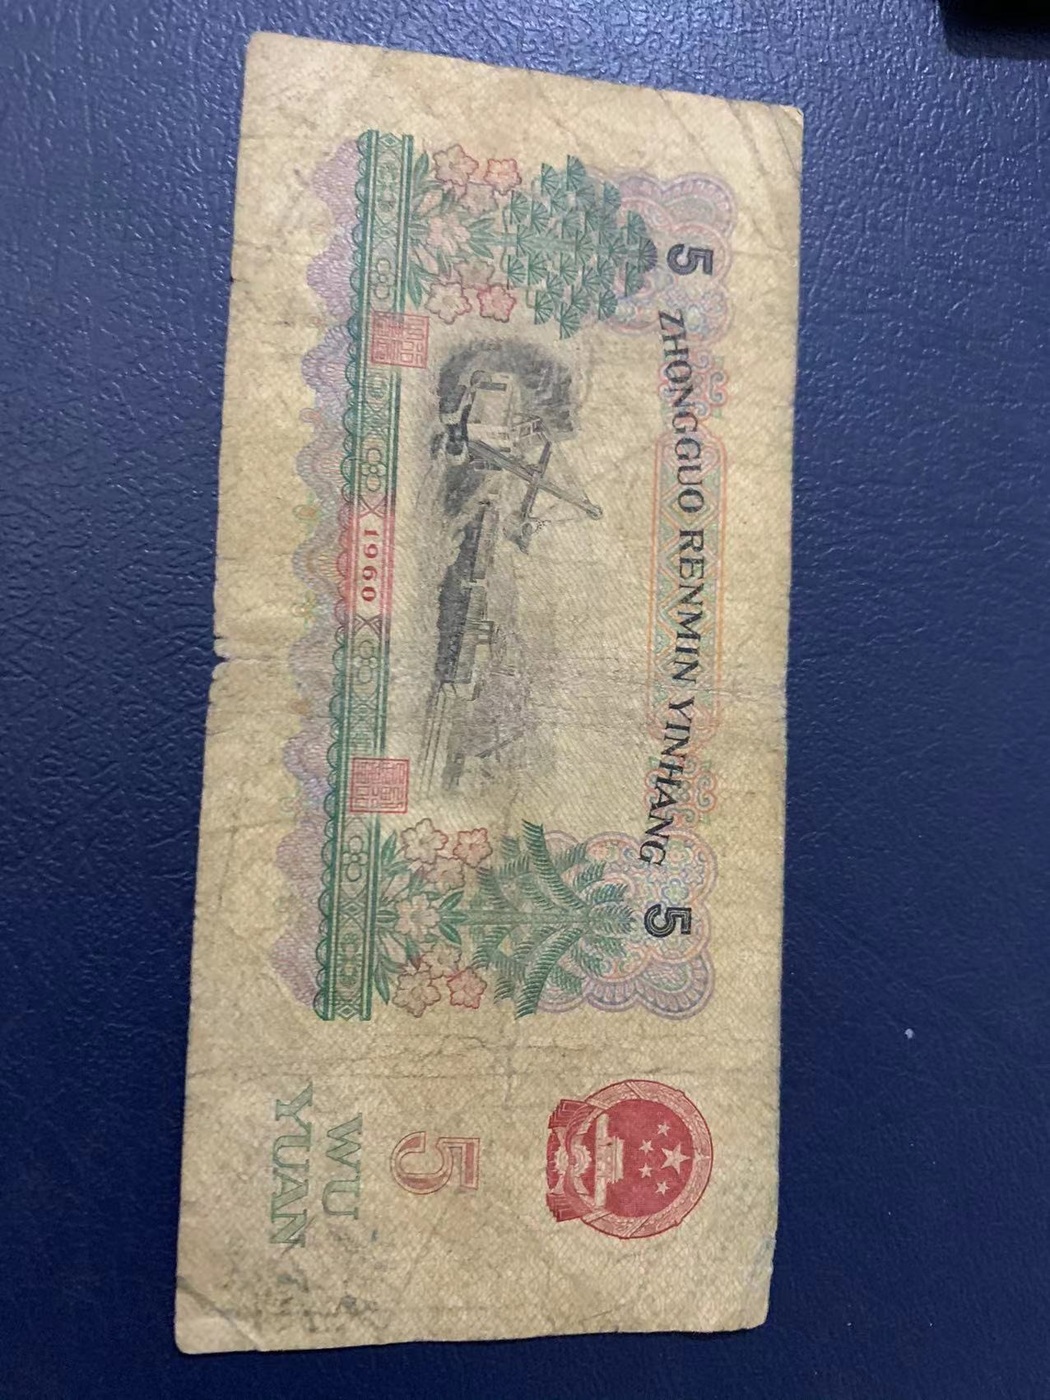 5 ZHONGGUO RENMIN YINHANG 5
1960
5
WU
YUAN